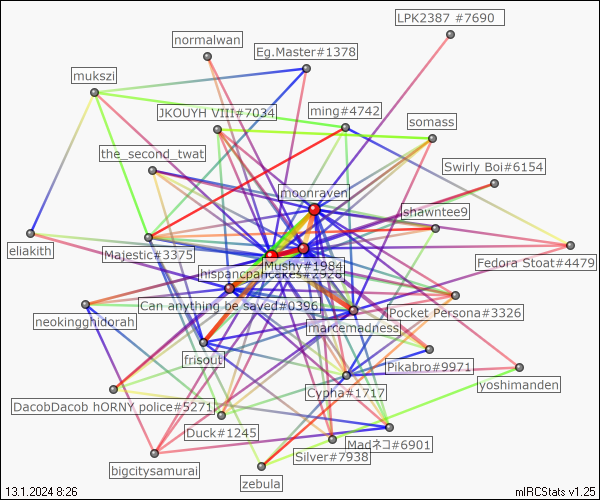 LPK2387 #7690
normalwan
Eg.Master#1378
mukszi
JKOUYH VIII#7034
ming#4742
somass
the_second_twat
Swirly Boi#6154
moonraven
shawntee9
eliakith
Majestic#3375
Mushy#1984
Fedora Stoat#4479
hispancpancakes#2928
Can anything be saved#0396
Pocket Persona#3326
neokingghidorah
marcemadness
frisout
Pikabro#9971
Cypha#1717
yoshimanden
DacobDacob hORNY police#5271
Duck#1245
Madネコ#6901
Silver#7938
bigcitysamurai
zebula
13.1.2024 8:26
mIRCStats v1.25